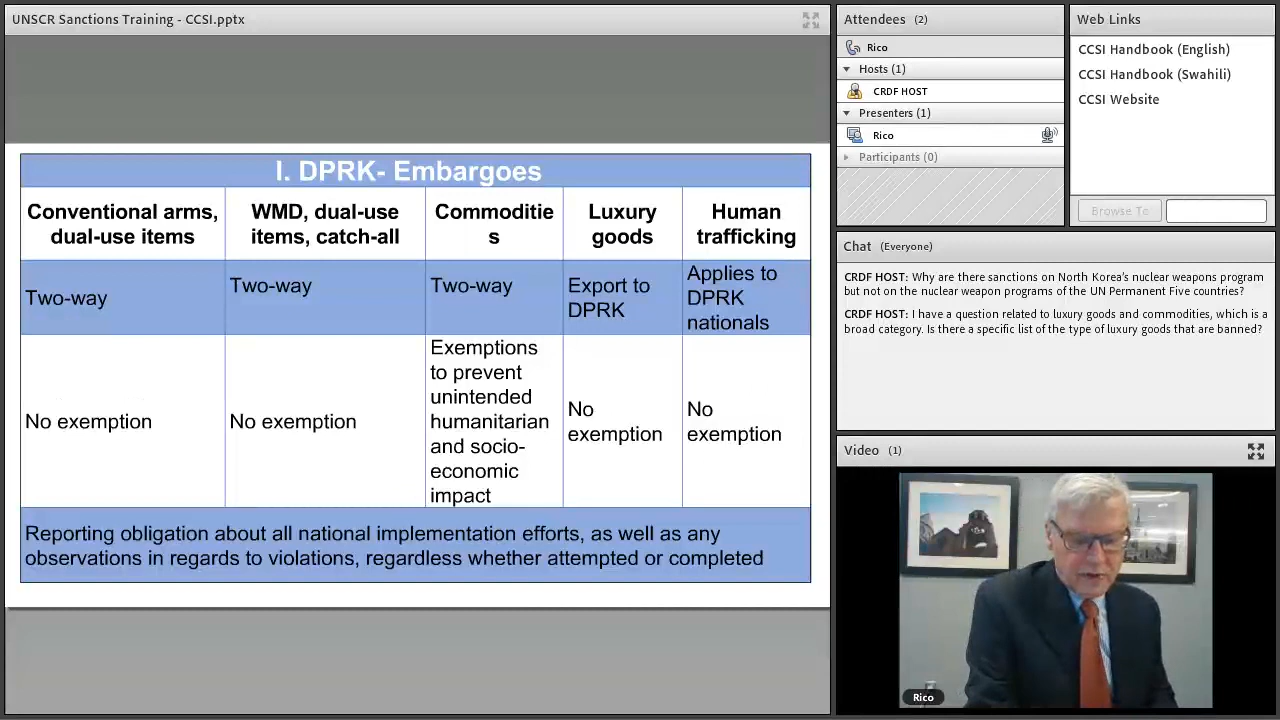 UNSCR Sanctions Training - CCSI.pptx
I. DPRK- Embargoes
Conventional arms,
dual-use items
WMD, dual-use
items, catch-all
Commoditie
s
Luxury
goods
Human
trafficking
Two-way
Two-way
Two-way
Export to
DPRK
Applies to
DPRK
nationals
No exemption
No exemption
Exemptions
to prevent
unintended
humanitarian
and socio-
economic
impact
No
exemption
No
exemption
Reporting obligation about all national implementation efforts, as well as any
observations in regards to violations, regardless whether attempted or completed
Attendees (2)
Rico
Hosts (1)
CRDF HOST
Presenters (1)
Rico
Participants (0)
Web Links
CCSI Handbook (English)
CCSI Handbook (Swahili)
CCSI Website
Browse To
Chat (Everyone)
CRDF HOST: Why are there sanctions on North Korea's nuclear weapons program
but not on the nuclear weapon programs of the UN Permanent Five countries?
CRDF HOST: I have a question related to luxury goods and commodities, which is a
broad category. Is there a specific list of the type of luxury goods that are banned?
Video (1)
Rico